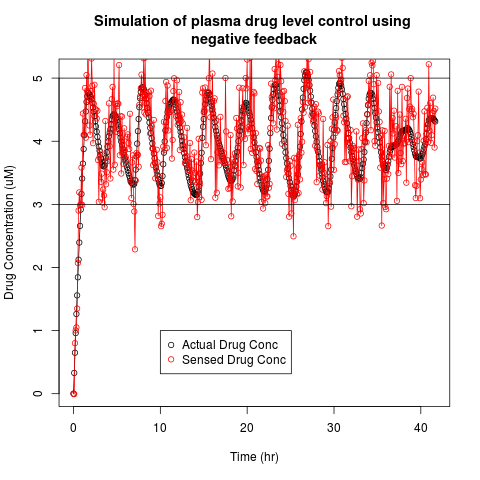 Simulation of plasma drug level control using
negative feedback
Drug Concentration (uM)
5
4
3
2
1
0
Actual Drug Conc
Sensed Drug Conc
0 10 20 30 40
Time (hr)